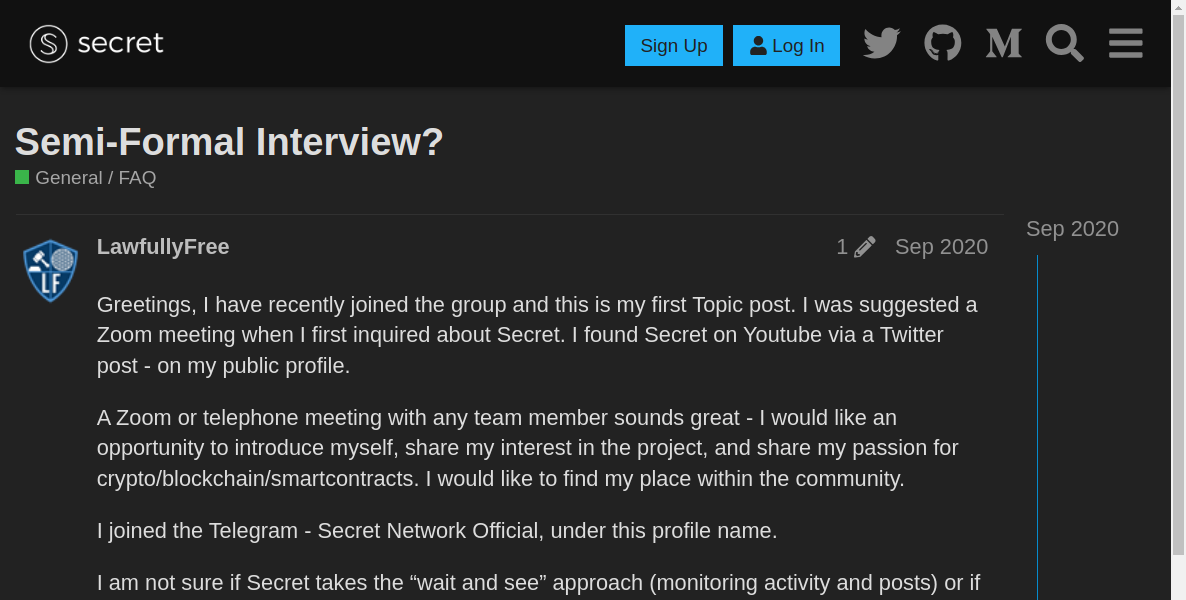 secret
Sign Up
Log In
Semi-Formal Interview?
General / FAQ
Sep 2020
LawfullyFree
1
Sep 2020
LF
Greetings, I have recently joined the group and this is my first Topic post. I was suggested a
Zoom meeting when I first inquired about Secret. I found Secret on Youtube via a Twitter
post - on my public profile.
A Zoom or telephone meeting with any team member sounds great - I would like an
opportunity to introduce myself, share my interest in the project, and share my passion for
crypto/blockchain/smartcontracts. I would like to find my place within the community.
I joined the Telegram - Secret Network Official, under this profile name.
I am not sure if Secret takes the “wait and see” approach (monitoring activity and posts) or if